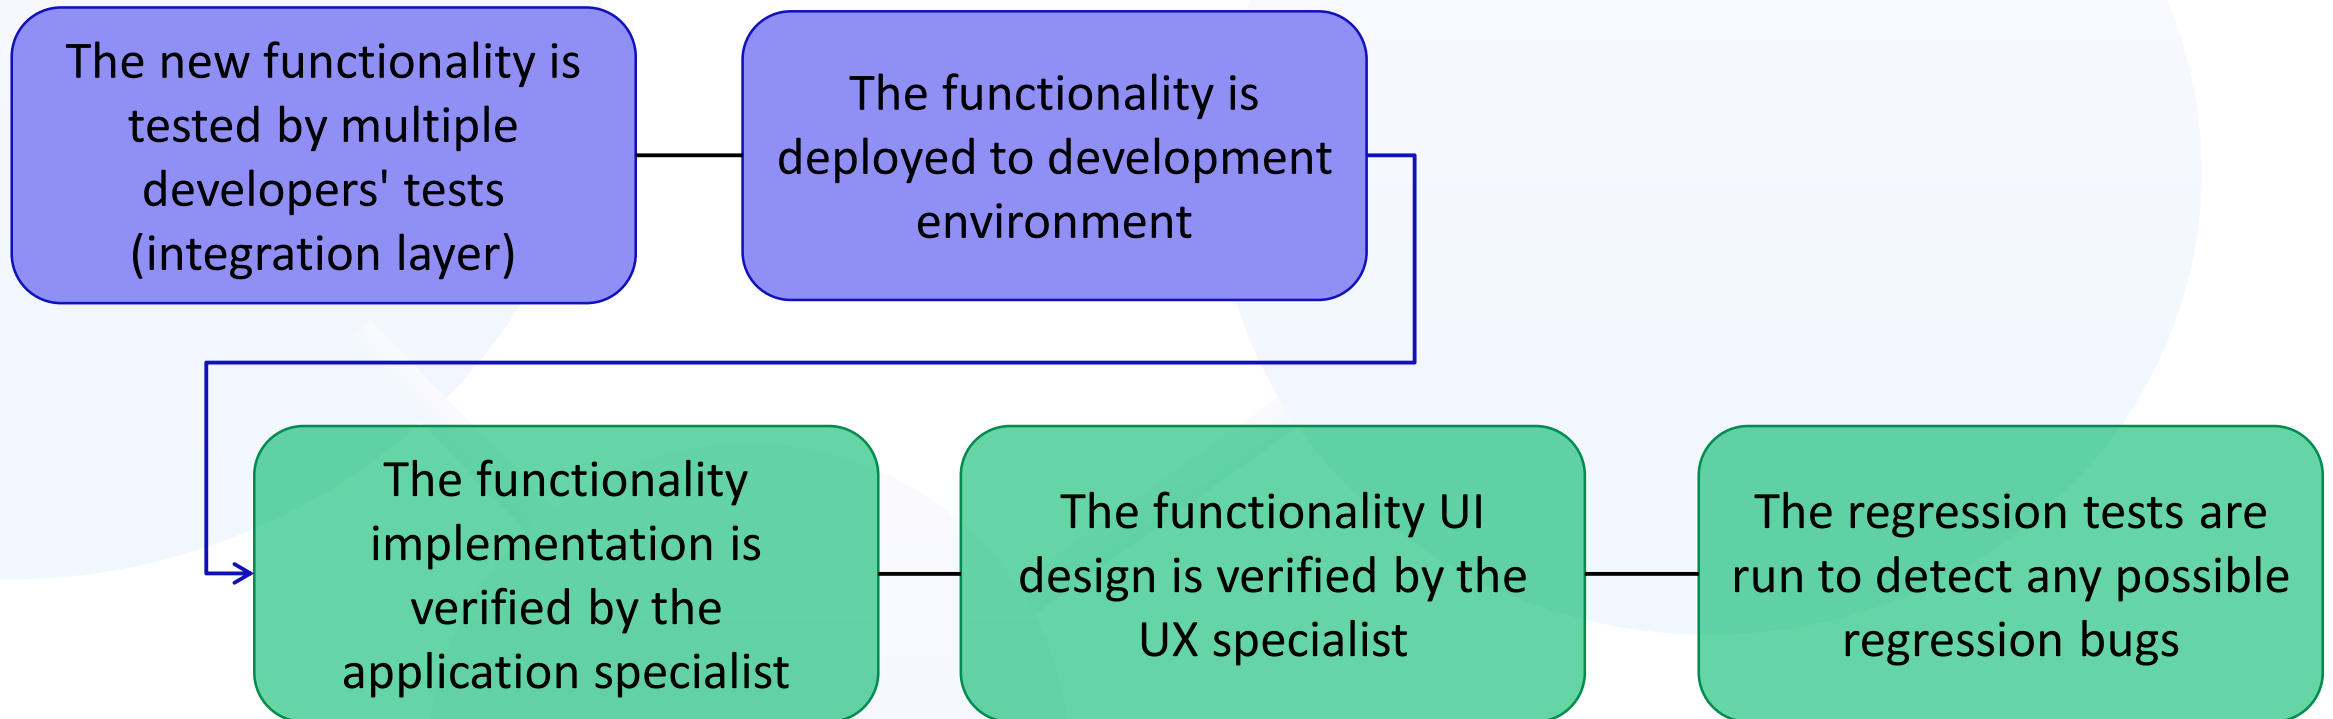 The new functionality is
tested by multiple
developers' tests
(integration layer)
The functionality is
deployed to development
environment
The functionality
implementation is
verified by the
application specialist
The functionality UI
design is verified by the
UX specialist
The regression tests are
run to detect any possible
regression bugs